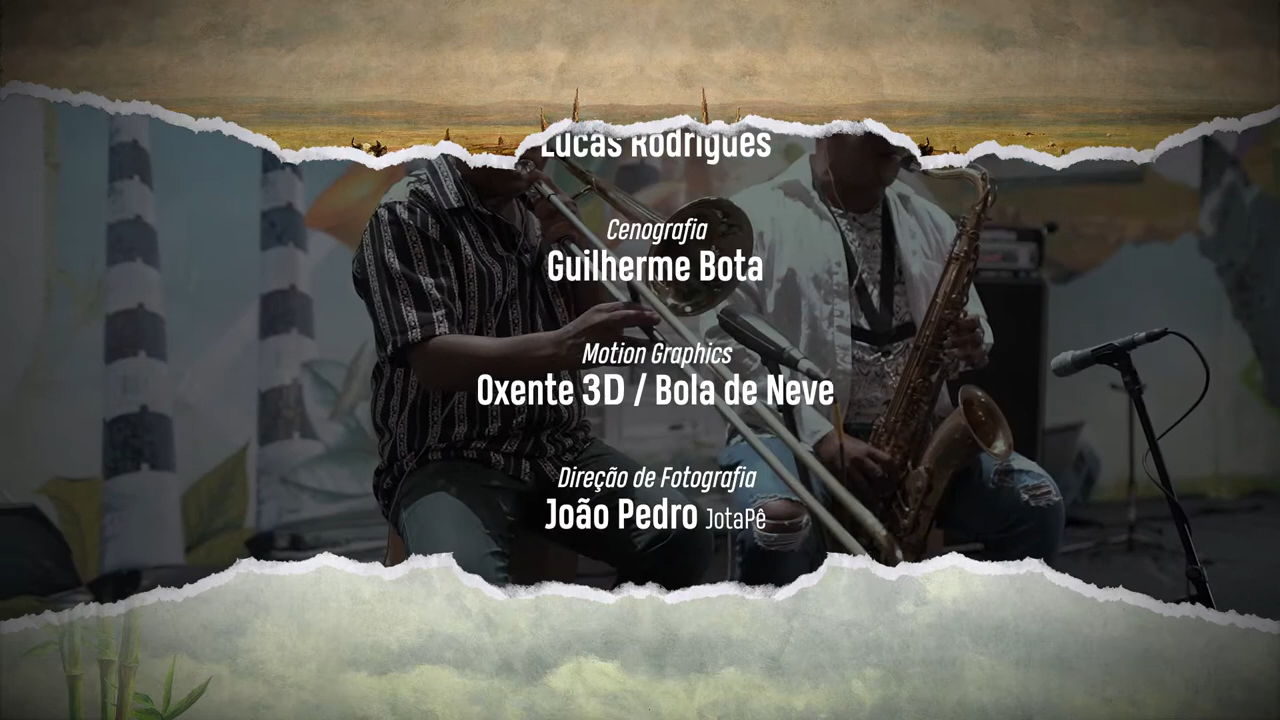 Lucas Rodrigues
Cenografia
Guilherme Bota
Motion Graphics
Oxente 3D / Bola de Neve
Direção de Fotografia
João Pedro JotaPê